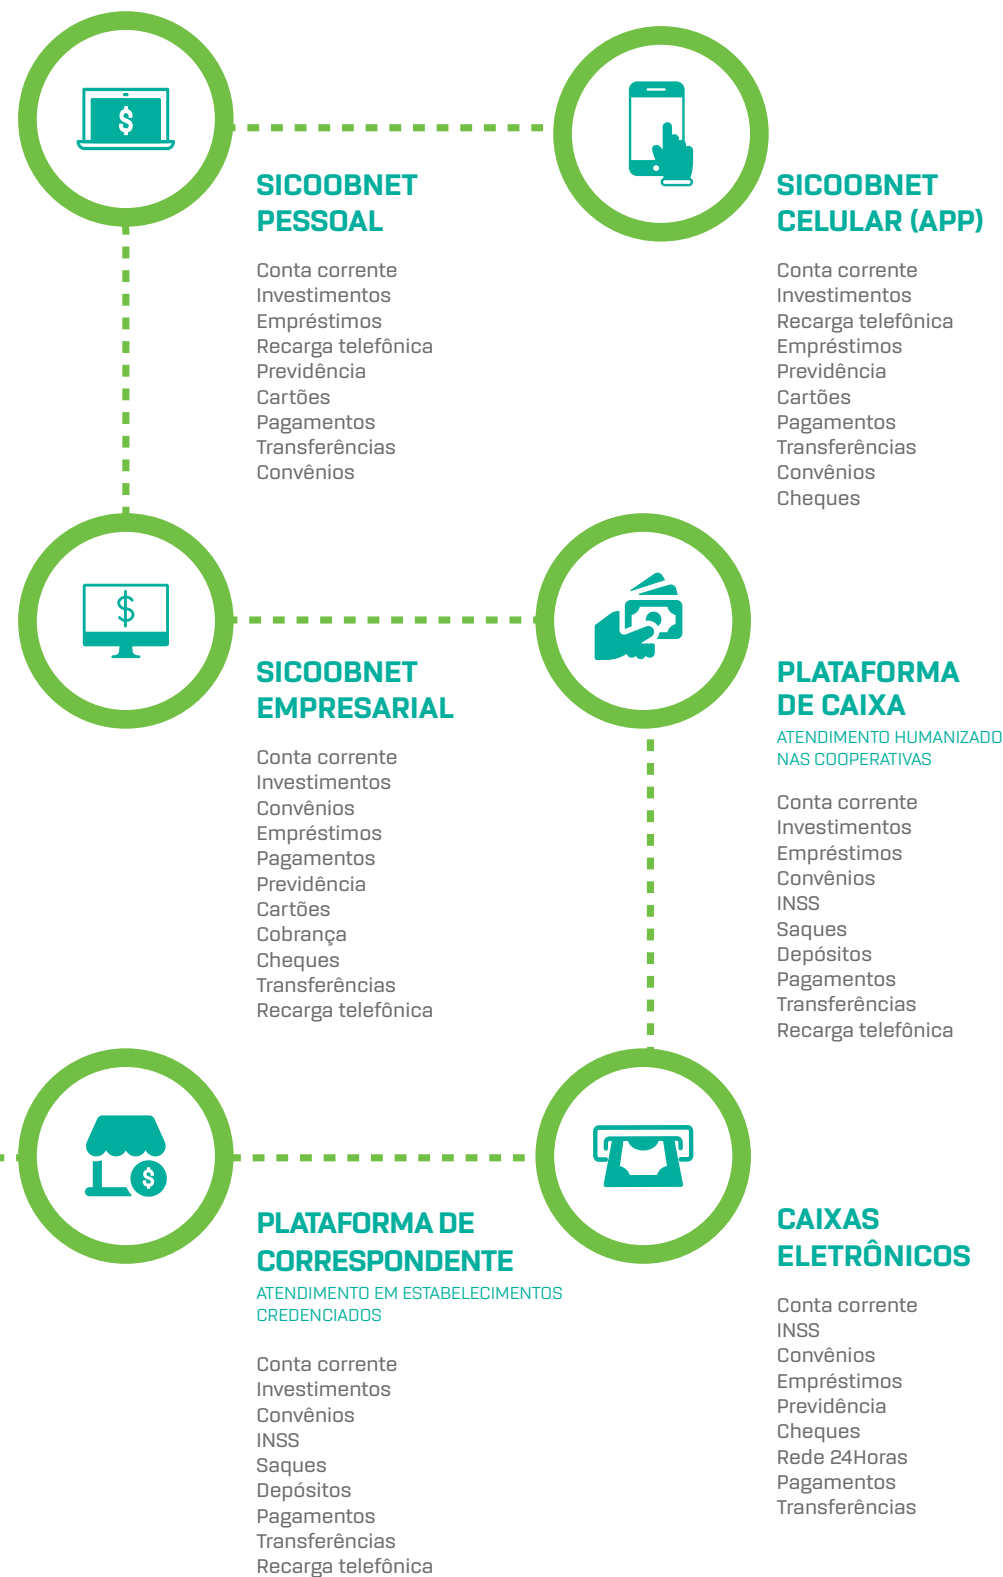 $
SICOOBNET
PESSOAL
Conta corrente
Investimentos
Empréstimos
Recarga telefônica
Previdência
Cartões
Pagamentos
Transferências
Convênios
SICOOBNET
CELULAR (APP)
Conta corrente
Investimentos
Recarga telefônica
Empréstimos
Previdência
Cartões
Pagamentos
Transferências
Convênios
Cheques
$
SICOOBNET
EMPRESARIAL
Conta corrente
Investimentos
Convênios
Empréstimos
Pagamentos
Previdência
Cartões
Cobrança
Cheques
Transferências
Recarga telefônica
PLATAFORMA
DE CAIXA
ATENDIMENTO HUMANIZADO
NAS COOPERATIVAS
Conta corrente
Investimentos
Empréstimos
Convênios
INSS
Saques
Depósitos
Pagamentos
Transferências
Recarga telefônica
$
PLATAFORMA DE
CORRESPONDENTE
ATENDIMENTO EM ESTABELECIMENTOS
CREDENCIADOS
Conta corrente
Investimentos
Convênios
INSS
Saques
Depósitos
Pagamentos
Transferências
Recarga telefônica
CAIXAS
ELETRÔNICOS
Conta corrente
INSS
Convênios
Empréstimos
Previdência
Cheques
Rede 24Horas
Pagamentos
Transferências